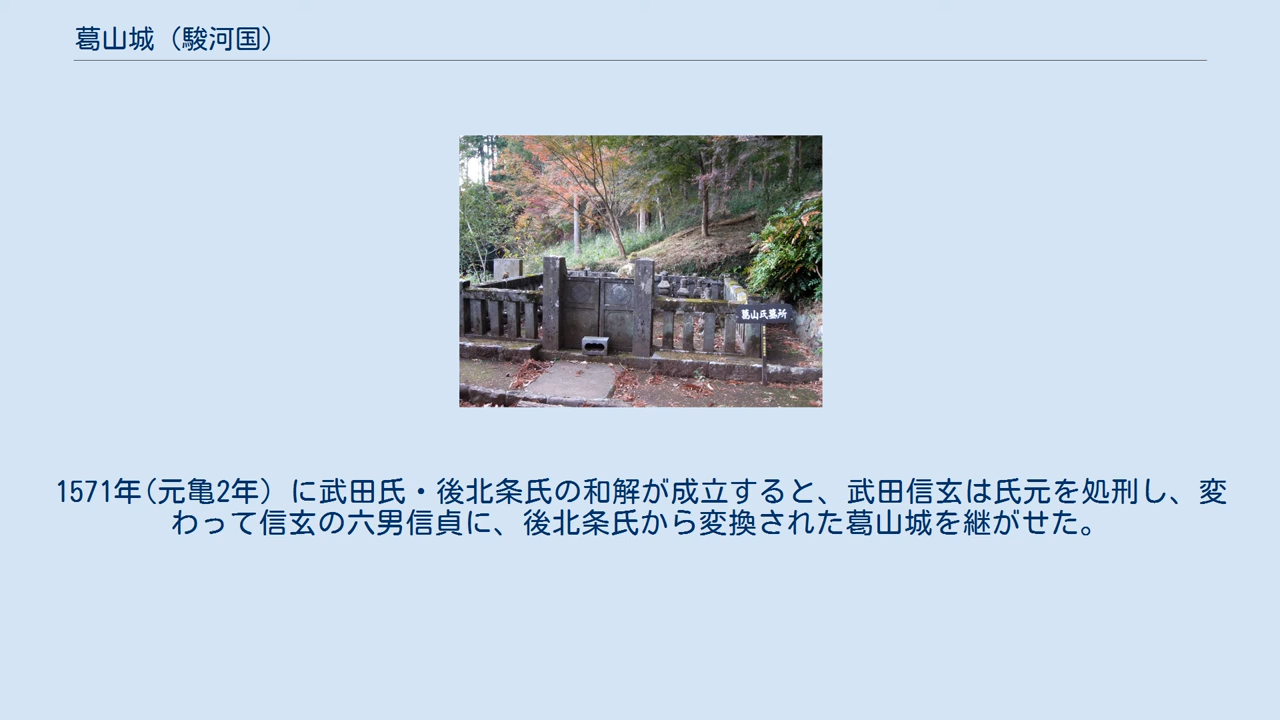 葛山城（駿河国）
葛山氏墓所
1571年（元亀2年）に武田氏・後北条氏の和解が成立すると、武田信玄は氏元を処刑し、変
わって信玄の六男信貞に、後北条氏から変換された葛山城を継がせた。